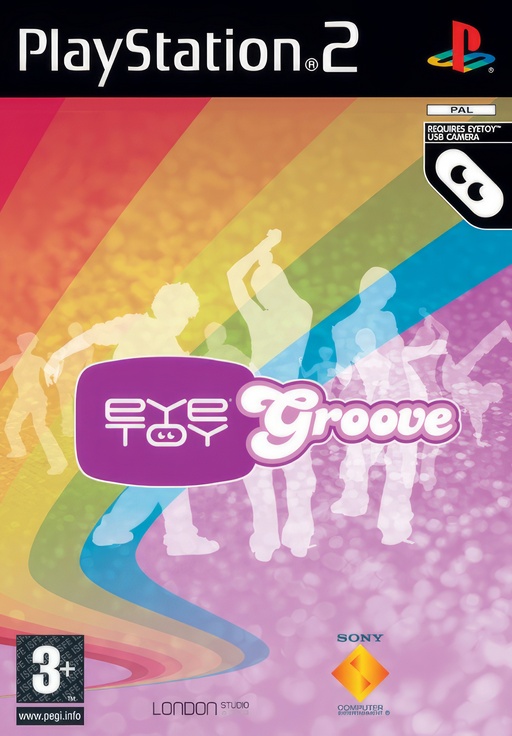 PlayStation®2
PAL
REQUIRES EYETOY™
USB CAMERA
EYE
TOY®
Groove
3+™
www.pegi.info
LONDON STUDIO
SONY
COMPUTER
ENTERTAINMENT®